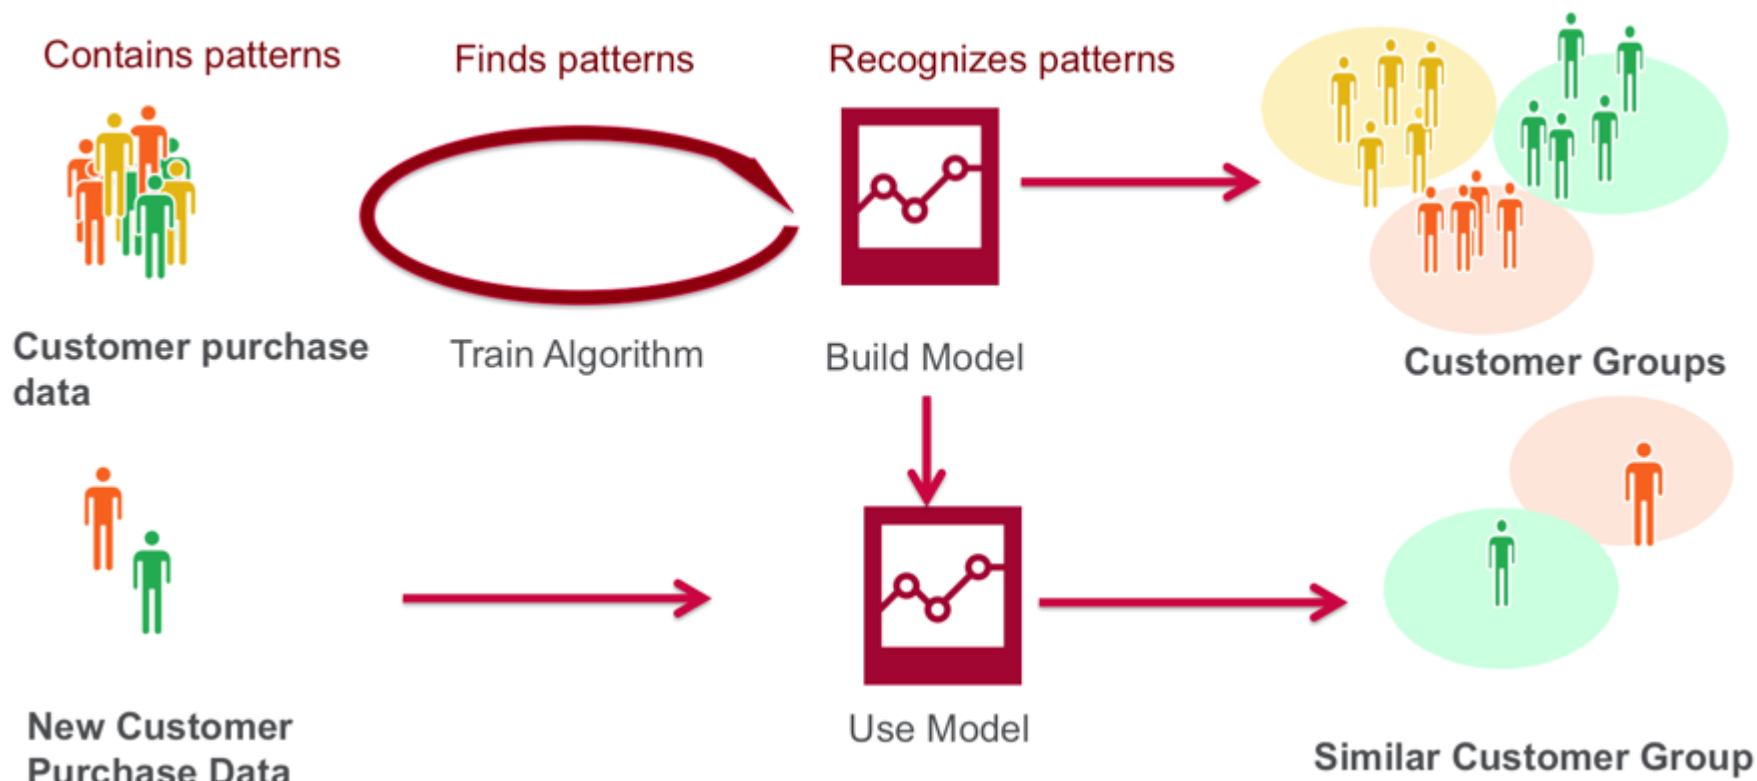 Contains patterns
Finds patterns
Recognizes patterns
Customer purchase
data
Train Algorithm
Build Model
Customer Groups
New Customer
Purchase Data
Use Model
Similar Customer Group